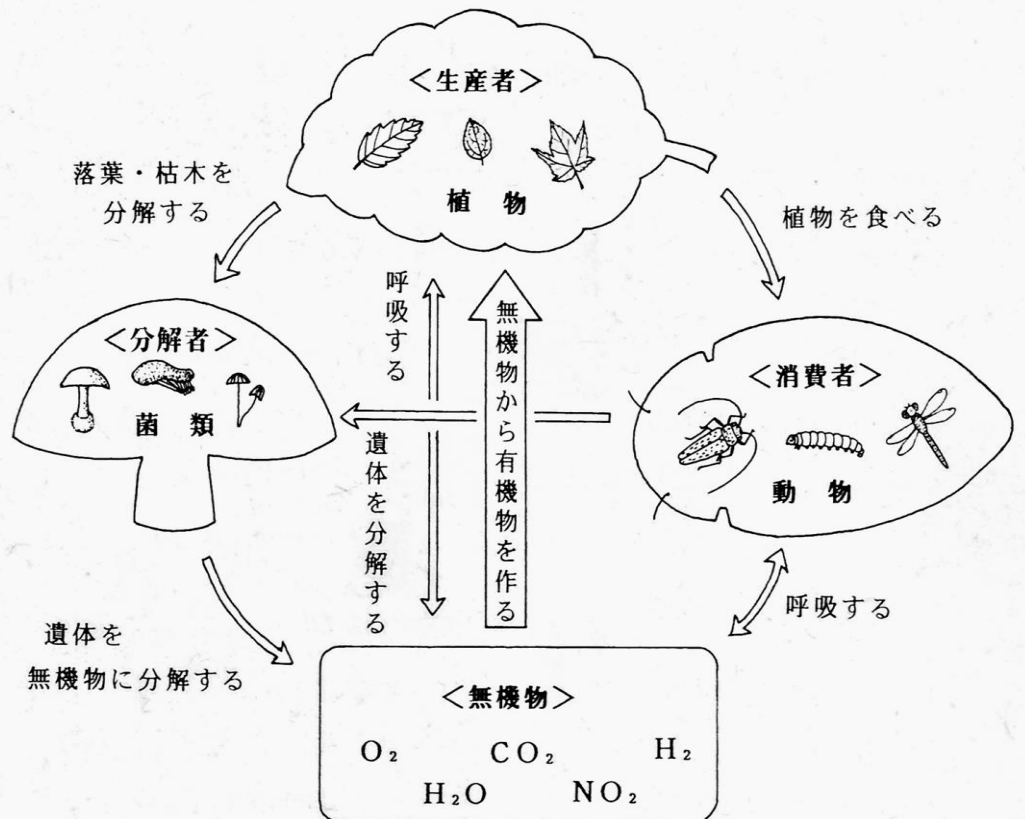 ＜生産者＞
植 物
落葉・枯木を
分解する
植物を食べる
呼吸する
無機物から有機物を作る
＜分解者＞
菌 類
＜消費者＞
動 物
遺体を分解する
呼吸する
遺体を
無機物に分解する
＜無機物＞
O₂ CO₂ H₂
H₂O NO₂